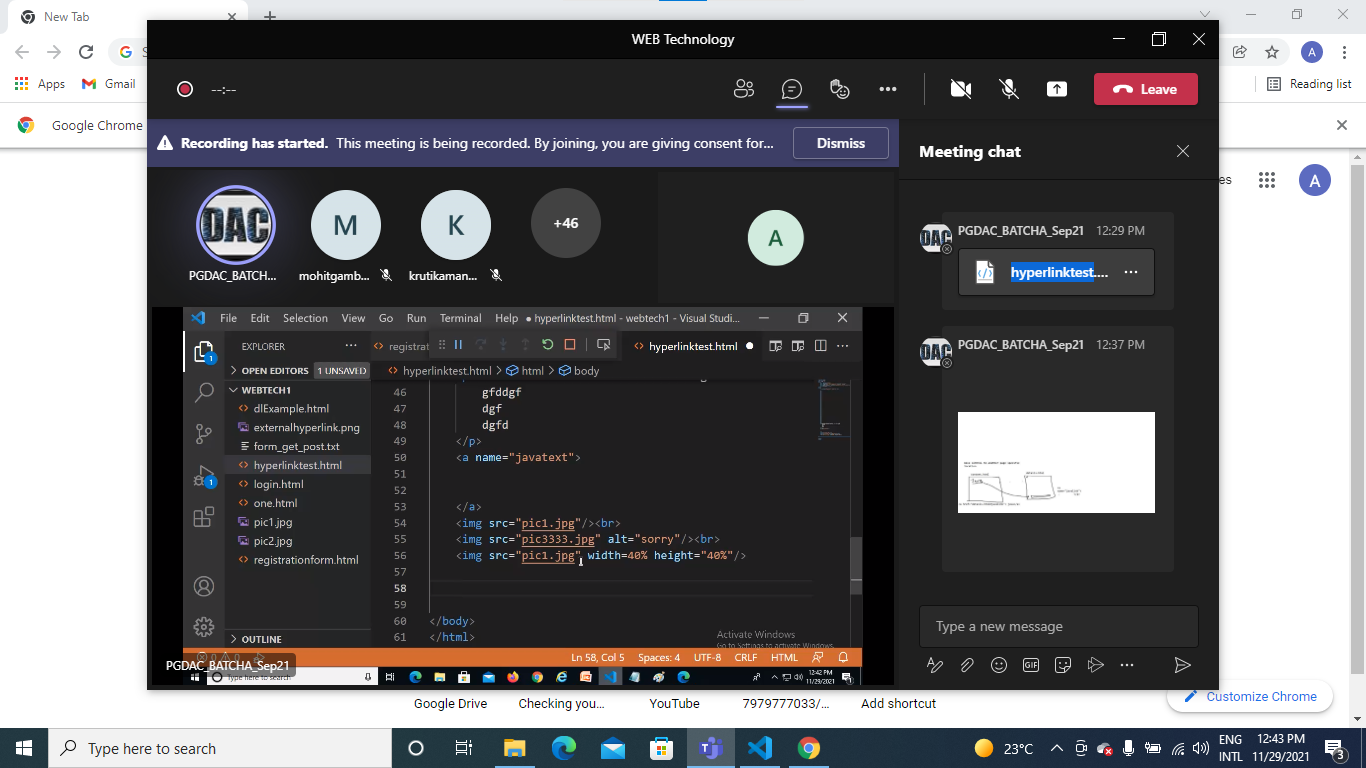 New Tab
WEB Technology
Apps
Gmail
Reading list
--:--
Leave
Google Chrome
Recording has started. This meeting is being recorded. By joining, you are giving consent for...
Dismiss
Meeting chat
DAC
PGDAC_BATCH...
M
mohitgamb...
K
krutikaman...
+46
A
A
A
PGDAC_BATCHA_Sep21 12:29 PM
hyperlinktest....
PGDAC_BATCHA_Sep21 12:37 PM
File Edit Selection View Go Run Terminal Help ● hyperlinktest.html - webtech1 - Visual Studi...
EXPLORER
registrat
hyperlinktest.html
OPEN EDITORS 1 UNSAVED
hyperlinktest.html > html > body
WEBTECH1
dlExample.html
externalhyperlink.png
form_get_post.txt
hyperlinktest.html
login.html
one.html
pic1.jpg
pic2.jpg
registrationform.html
OUTLINE
46 gfddgf
47 dgf
48 dgfd
49 </p>
50 <a name="javatext">
51
52
53 </a>
54 <img src="pic1.jpg"/><br>
55 <img src="pic3333.jpg" alt="sorry"/><br>
56 <img src="pic1.jpg" width=40% height="40%"/>
57
58
59
60 </body>
61 </html>
Activate Windows
Go to Settings to activate Windows.
Ln 58, Col 5 Spaces: 4 UTF-8 CRLF HTML
PGDAC_BATCHA_Sep21
Type here to search
12:42 PM
11/29/2021
Type a new message
GIF
Google Drive
Checking you...
YouTube
7979777033/...
Add shortcut
Customize Chrome
Type here to search
23°C
ENG
INTL
12:43 PM
11/29/2021
3